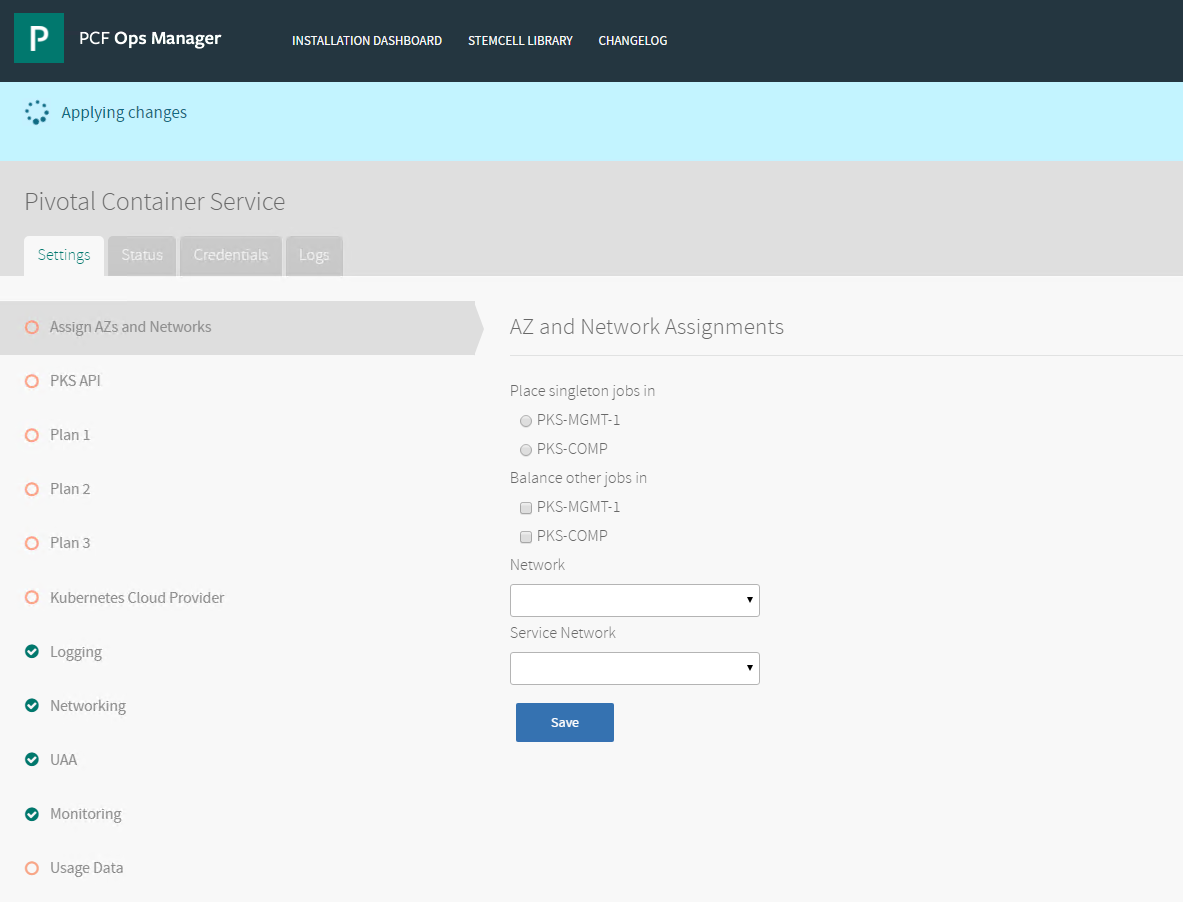 P
PCF Ops Manager
INSTALLATION DASHBOARD
STEMCELL LIBRARY
CHANGELOG
Applying changes
Pivotal Container Service
Settings
Status
Credentials
Logs
Assign AZs and Networks
PKS API
Plan 1
Plan 2
Plan 3
Kubernetes Cloud Provider
Logging
Networking
UAA
Monitoring
Usage Data
AZ and Network Assignments
Place singleton jobs in
PKS-MGMT-1
PKS-COMP
Balance other jobs in
PKS-MGMT-1
PKS-COMP
Network
Service Network
Save